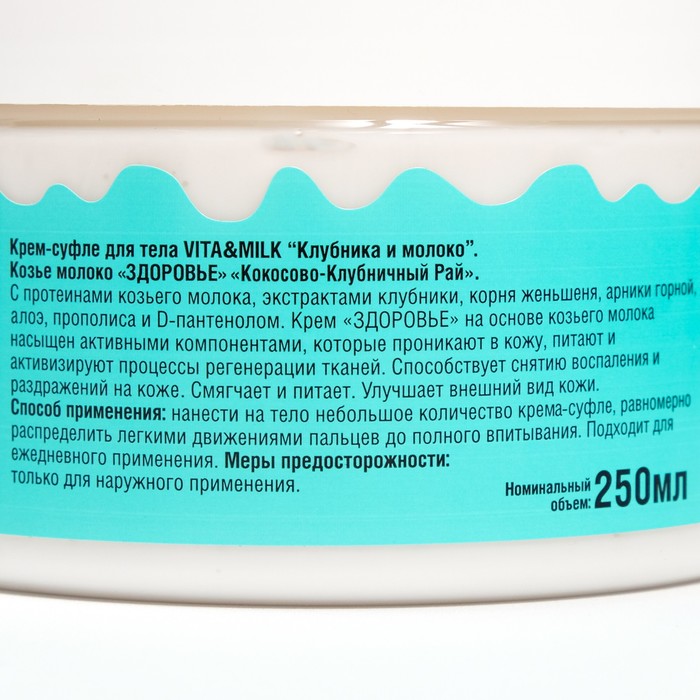 Крем-суфле для тела VITA&MILK “Клубника и молоко”.
Козье молоко «ЗДОРОВЬЕ» «Кокосово-Клубничный Рай».
С протеинами козьего молока, экстрактами клубники, корня женьшеня, арники горной,
алоэ, прополиса и D-пантенолом. Крем «ЗДОРОВЬЕ» на основе козьего молока
насыщен активными компонентами, которые проникают в кожу, питают и
активизируют процессы регенерации тканей. Способствует снятию воспаления и
раздражений на коже. Смягчает и питает. Улучшает внешний вид кожи.
Способ применения: нанести на тело небольшое количество крема-суфле, равномерно
распределить легкими движениями пальцев до полного впитывания. Подходит для
ежедневного применения. Меры предосторожности:
только для наружного применения.
Номинальный
объем: 250мл